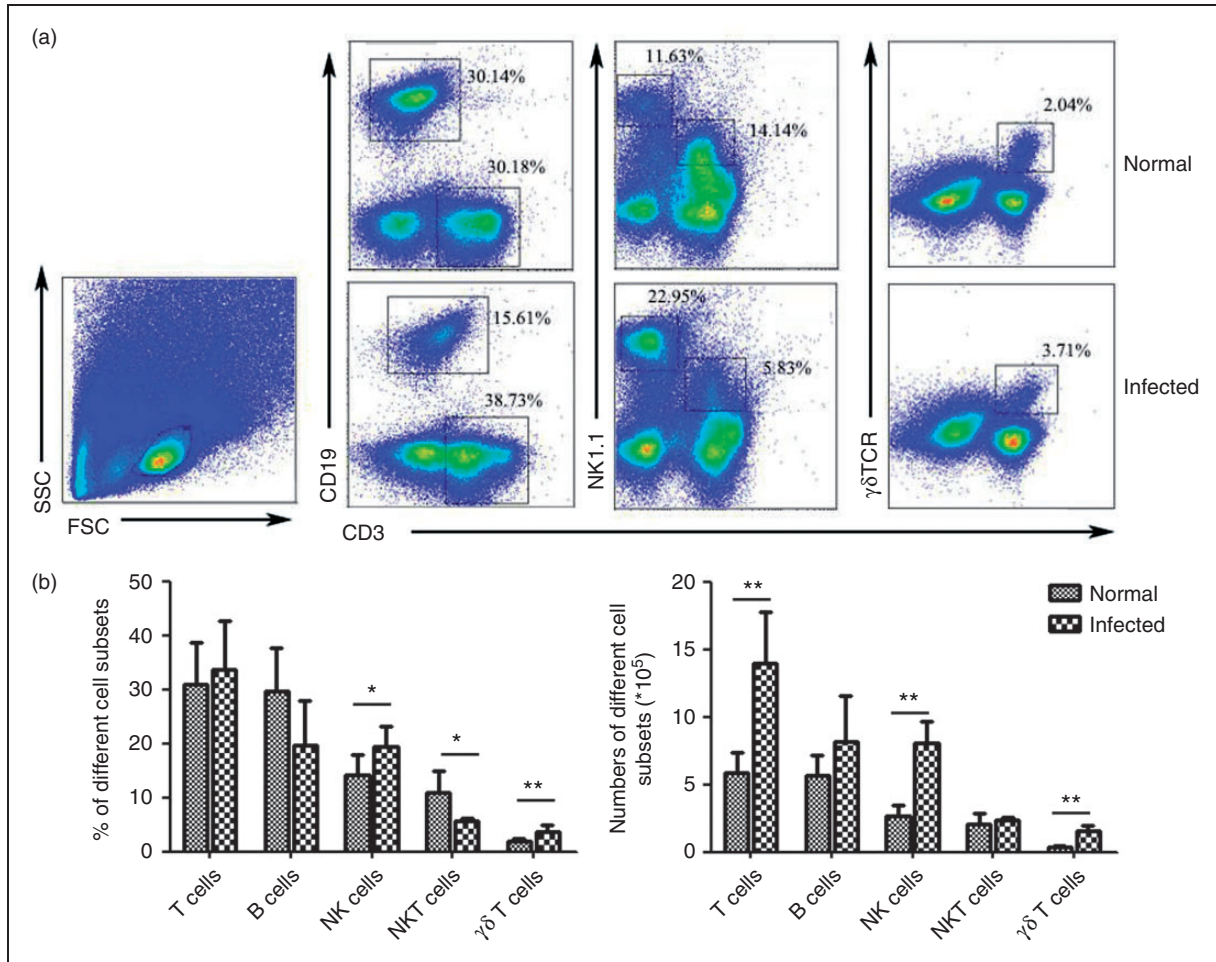 (a)
30.14%
30.18%
11.63%
14.14%
2.04%
Normal
15.61%
38.73%
22.95%
5.83%
3.71%
Infected
SSC
FSC
CD19
NK1.1
γδTCR
CD3
(b)
% of different cell subsets
50
40
30
20
10
0
*
*
**
T cells
B cells
NK cells
NKT cells
γδ T cells
Numbers of different cell
subsets (*10⁵)
20
15
10
5
0
**
**
**
T cells
B cells
NK cells
NKT cells
γδ T cells
Normal
Infected